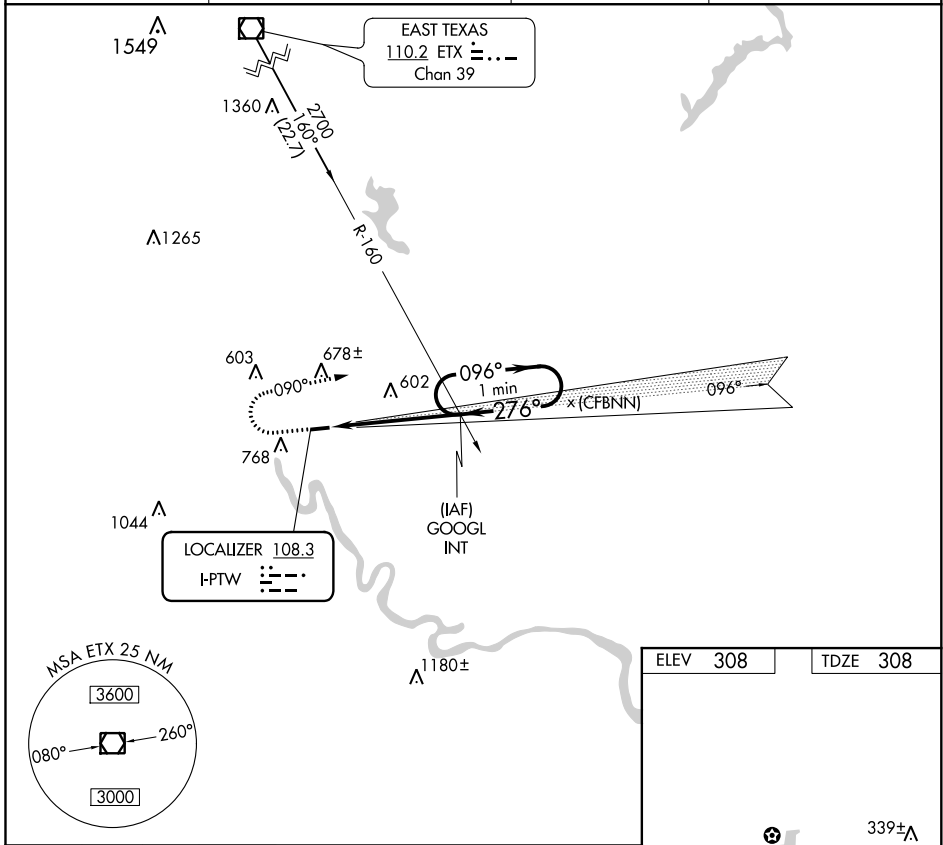 1549
EAST TEXAS
110.2 ETX
Chan 39
1360
2700
160°
(22.7)
1265
R-160
603
678±
090°
602
096°
1 min
276°
(CFBNN)
096°
768
(IAF)
GOOGL
INT
1044
LOCALIZER 108.3
I-PTW
1180±
MSA ETX 25 NM
3600
080°
260°
3000
ELEV 308
TDZE 308
339±